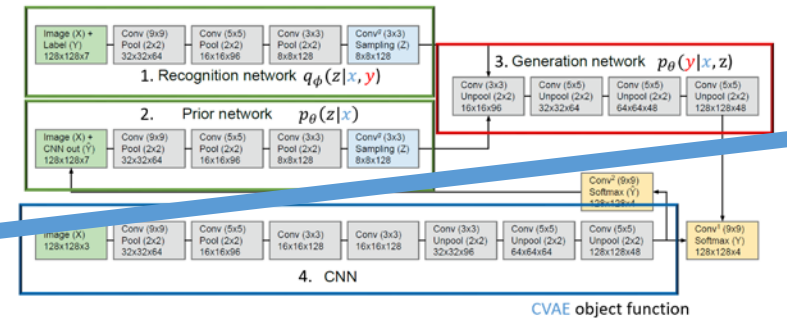 Image (X) +
Label (Y)
128x128x7
Conv (9x9)
Pool (2x2)
32x32x64
Conv (5x5)
Pool (2x2)
16x16x96
Conv (3x3)
Pool (2x2)
8x8x128
Conv² (3x3)
Sampling (Z)
8x8x128
1. Recognition network qϕ(z|x, y)
3. Generation network pθ(y|x,z)
Conv (3x3)
Unpool (2x2)
16x16x96
Conv (5x5)
Unpool (2x2)
32x32x64
Conv (5x5)
Unpool (2x2)
64x64x48
Conv (5x5)
Unpool (2x2)
128x128x48
2. Prior network pθ(z|x)
Image (X) +
CNN out (Ŷ)
128x128x7
Conv (9x9)
Pool (2x2)
32x32x64
Conv (5x5)
Pool (2x2)
16x16x96
Conv (3x3)
Pool (2x2)
8x8x128
Conv² (3x3)
Sampling (Z)
8x8x128
Conv² (9x9)
Softmax (Ŷ)
128x128x4
Image (X)
128x128x3
Conv (9x9)
Pool (2x2)
32x32x64
Conv (5x5)
Pool (2x2)
16x16x96
Conv (3x3)
16x16x128
Conv (3x3)
16x16x128
Conv (3x3)
Unpool (2x2)
32x32x96
Conv (5x5)
Unpool (2x2)
64x64x64
Conv (5x5)
Unpool (2x2)
128x128x48
Conv¹ (9x9)
Softmax (Y)
128x128x4
4. CNN
CVAE object function